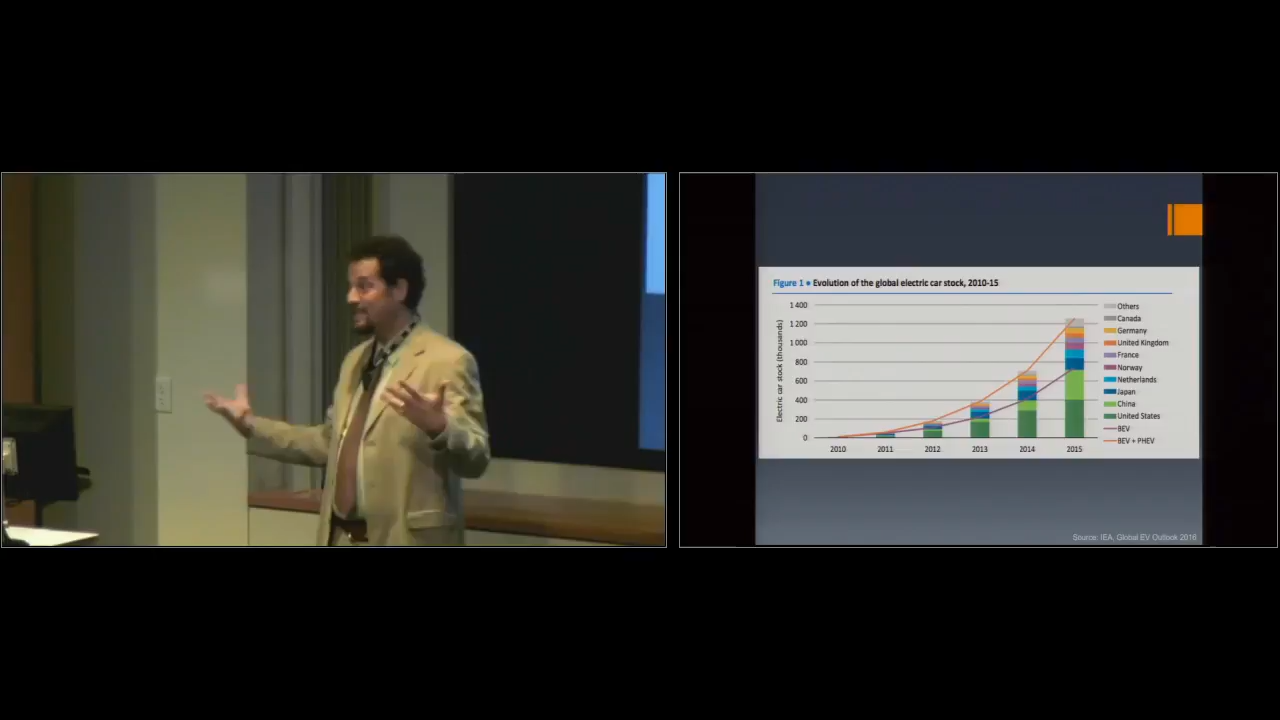 Figure 1 • Evolution of the global electric car stock, 2010-15
Electric car stock (thousands)
1 400
1 200
1 000
800
600
400
200
0
2010
2011
2012
2013
2014
2015
Others
Canada
Germany
United Kingdom
France
Norway
Netherlands
Japan
China
United States
BEV
BEV + PHEV
Source: IEA, Global EV Outlook 2016